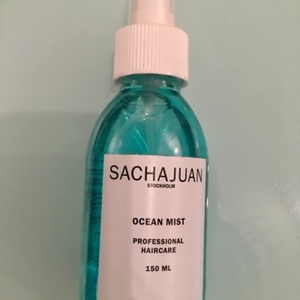 SACHAJUAN
STOCKHOLM
OCEAN MIST
PROFESSIONAL
HAIRCARE
150 ML